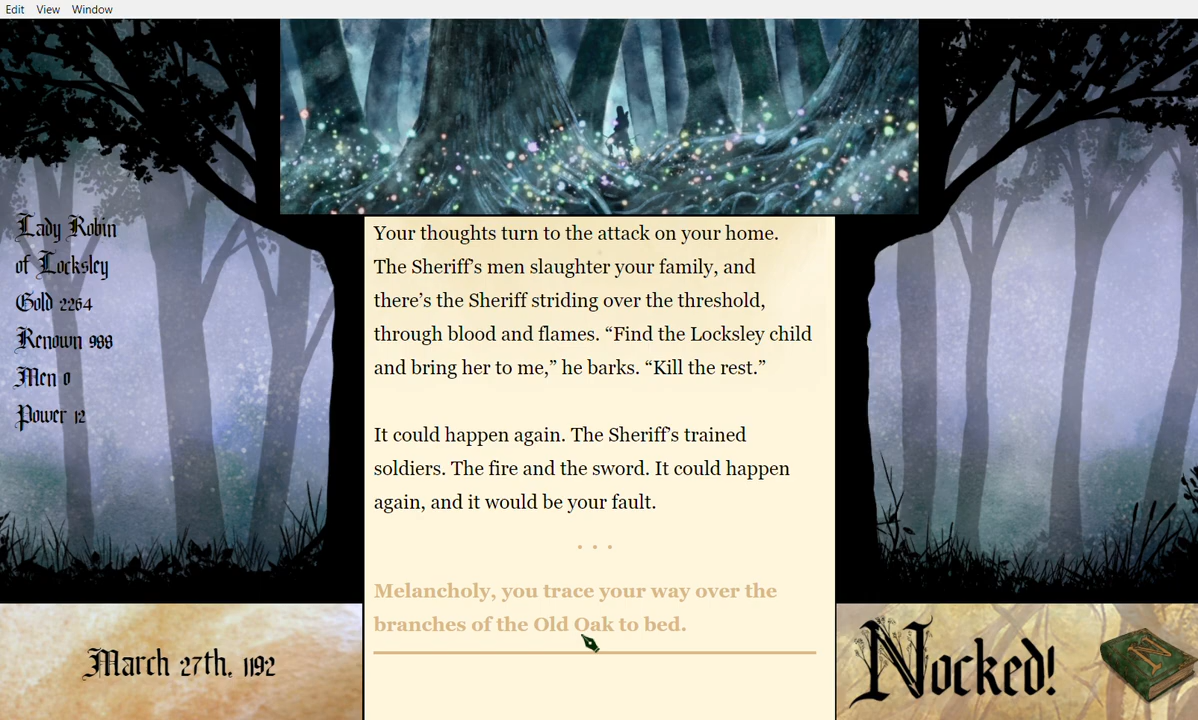 Edit View Window
Lady Robin
of Locksley
Gold 2264
Renown 988
Men 0
Power 12
Your thoughts turn to the attack on your home.
The Sheriff’s men slaughter your family, and
there’s the Sheriff striding over the threshold,
through blood and flames. “Find the Locksley child
and bring her to me,” he barks. “Kill the rest.”
It could happen again. The Sheriff’s trained
soldiers. The fire and the sword. It could happen
again, and it would be your fault.
• • •
Melancholy, you trace your way over the
branches of the Old Oak to bed.
March 27th, 1192
Nocked!
N